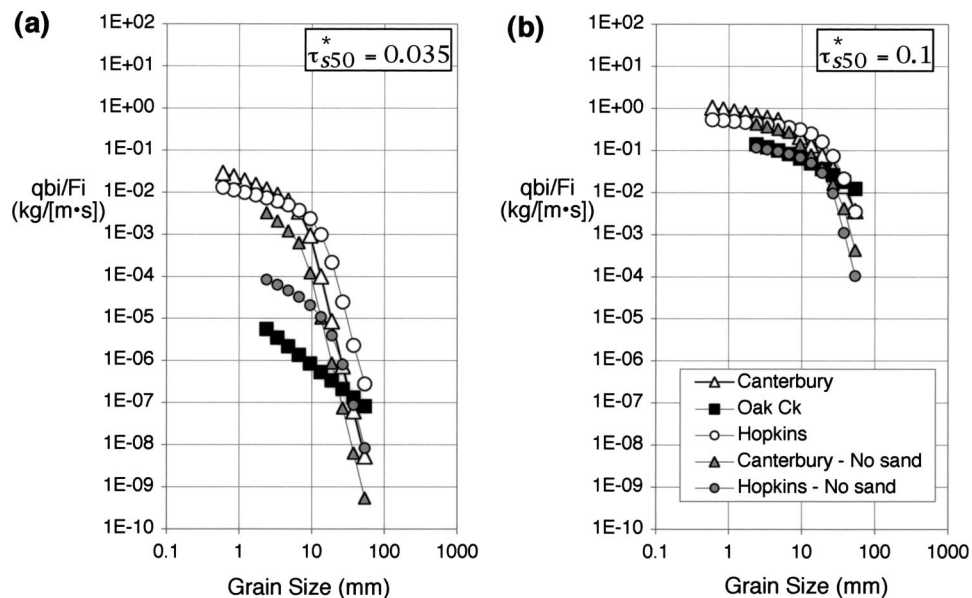 (a)
τ*s50 = 0.035
1E+02
1E+01
1E+00
1E-01
1E-02
1E-03
1E-04
1E-05
1E-06
1E-07
1E-08
1E-09
1E-10
qbi/Fi
(kg/[m•s])
0.1 1 10 100 1000
Grain Size (mm)
(b)
τ*s50 = 0.1
1E+02
1E+01
1E+00
1E-01
1E-02
1E-03
1E-04
1E-05
1E-06
1E-07
1E-08
1E-09
1E-10
qbi/Fi
(kg/[m•s])
Canterbury
Oak Ck
Hopkins
Canterbury - No sand
Hopkins - No sand
0.1 1 10 100 1000
Grain Size (mm)